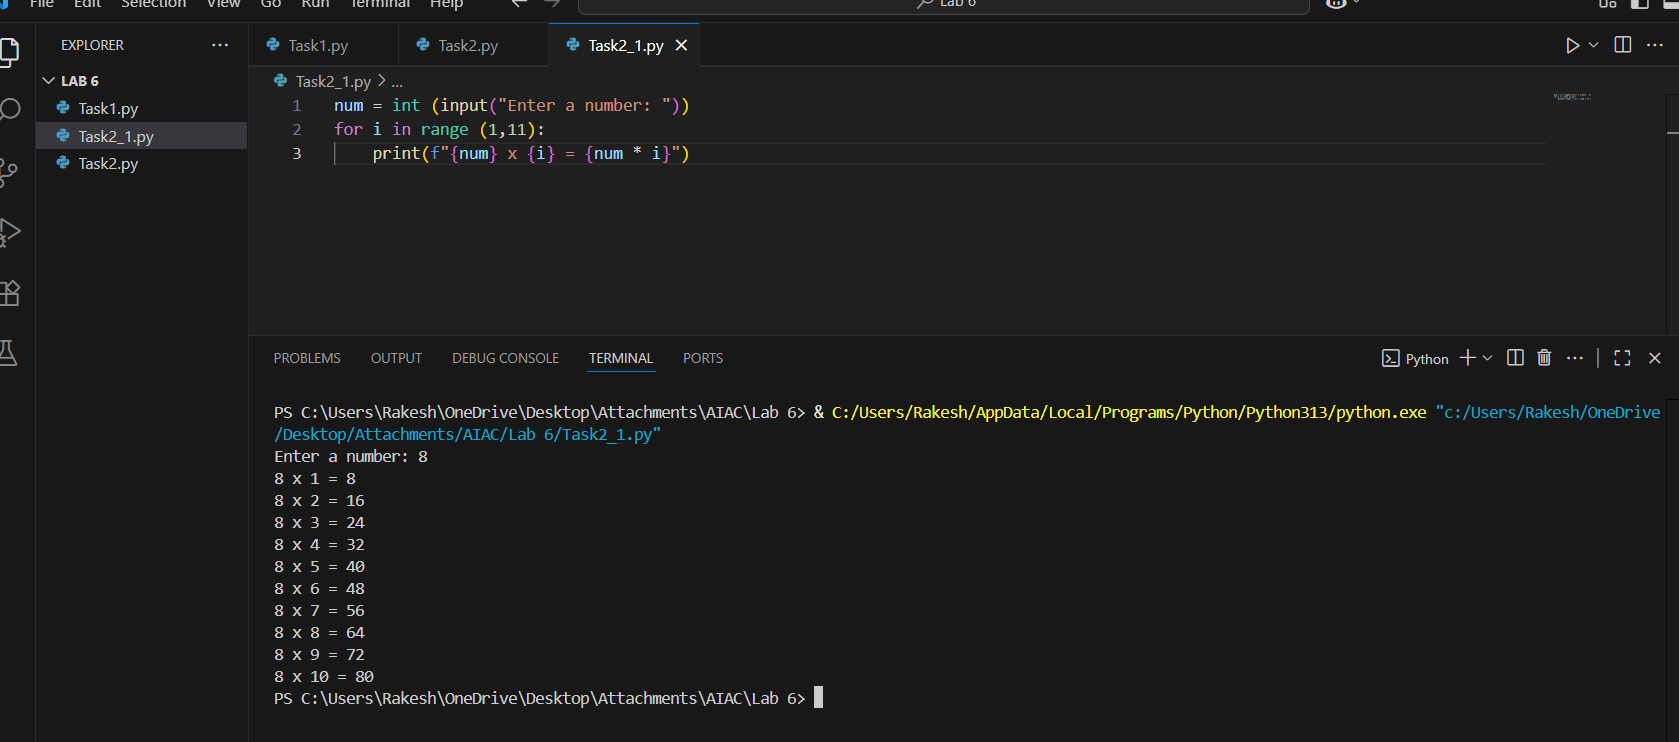 File Edit Selection View Go Run Terminal Help
Lab 6
EXPLORER
LAB 6
Task1.py
Task2_1.py
Task2.py
Task1.py Task2.py Task2_1.py
Task2_1.py > ...
1 num = int (input("Enter a number: "))
2 for i in range (1,11):
3 print(f"{num} x {i} = {num * i}")
PROBLEMS OUTPUT DEBUG CONSOLE TERMINAL PORTS
Python
PS C:\Users\Rakesh\OneDrive\Desktop\Attachments\AIAC\Lab 6> & C:/Users/Rakesh/AppData/Local/Programs/Python/Python313/python.exe "c:/Users/Rakesh/OneDrive
/Desktop/Attachments/AIAC/Lab 6/Task2_1.py"
Enter a number: 8
8 x 1 = 8
8 x 2 = 16
8 x 3 = 24
8 x 4 = 32
8 x 5 = 40
8 x 6 = 48
8 x 7 = 56
8 x 8 = 64
8 x 9 = 72
8 x 10 = 80
PS C:\Users\Rakesh\OneDrive\Desktop\Attachments\AIAC\Lab 6>